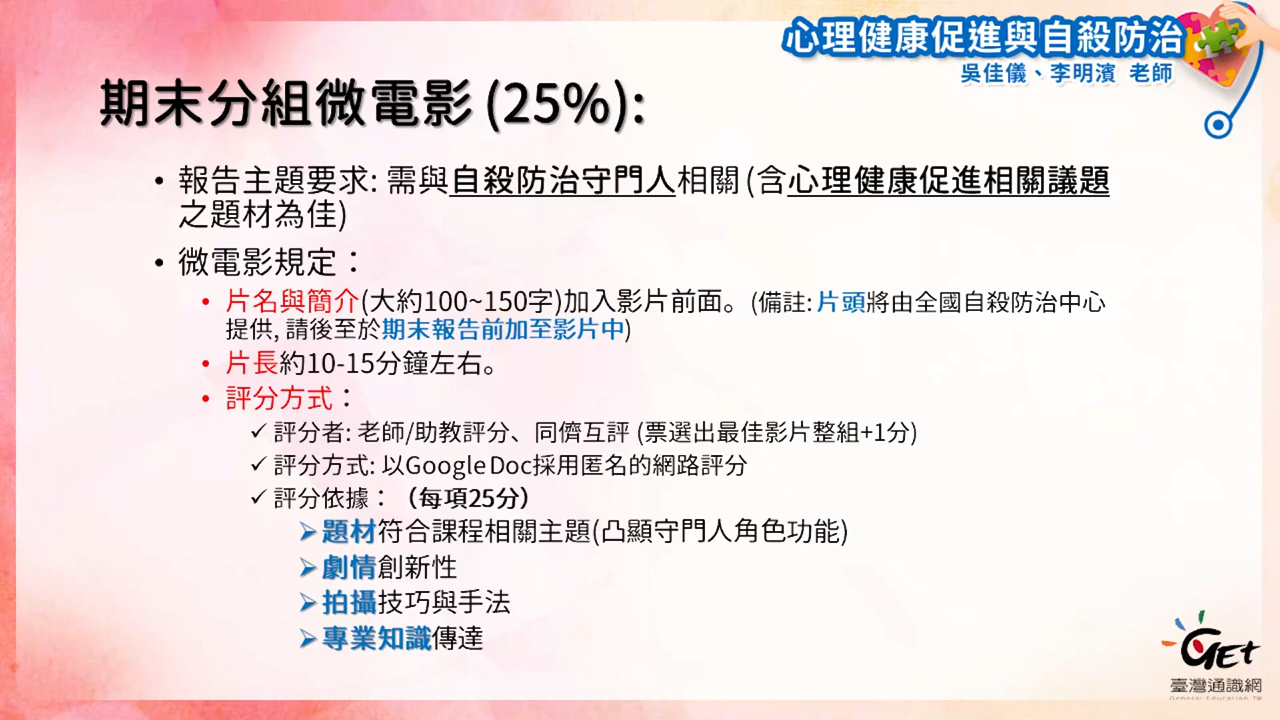 心理健康促進與自殺防治
吳佳儀、李明濱 老師
期末分組微電影 (25%):
• 報告主題要求: 需與自殺防治守門人相關 (含心理健康促進相關議題
之題材為佳)
• 微電影規定：
• 片名與簡介(大約100~150字)加入影片前面。(備註: 片頭將由全國自殺防治中心
提供, 請後至於期末報告前加至影片中)
• 片長約10-15分鐘左右。
• 評分方式：
✓ 評分者: 老師/助教評分、同儕互評 (票選出最佳影片整組+1分)
✓ 評分方式: 以Google Doc採用匿名的網路評分
✓ 評分依據：（每項25分）
➢ 題材符合課程相關主題(凸顯守門人角色功能)
➢ 劇情創新性
➢ 拍攝技巧與手法
➢ 專業知識傳達
GET
臺灣通識網
General Education TW